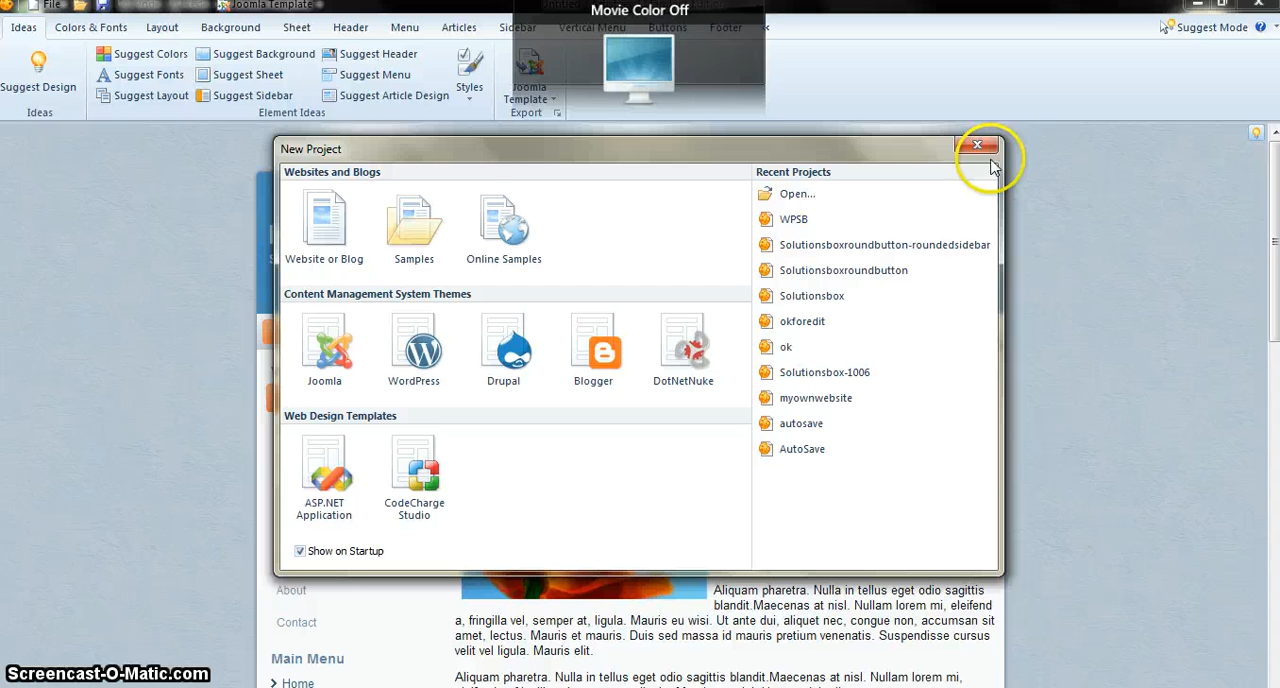 Movie Color Off
File
Joomla Template
Ideas Colors & Fonts Layout Background Sheet Header Menu Articles Sidebar Vertical Menu Buttons Footer
Suggest Mode
Suggest Design
Suggest Colors
Suggest Fonts
Suggest Layout
Suggest Background
Suggest Sheet
Suggest Sidebar
Suggest Header
Suggest Menu
Suggest Article Design
Styles
Joomla
Template
Ideas
Element Ideas
Export
New Project
Websites and Blogs
Website or Blog
Samples
Online Samples
Content Management System Themes
Joomla
WordPress
Drupal
Blogger
DotNetNuke
Web Design Templates
ASP.NET
Application
CodeCharge
Studio
Show on Startup
Recent Projects
Open...
WPSB
Solutionsboxroundbutton-roundedsidebar
Solutionsboxroundbutton
Solutionsbox
okforedit
ok
Solutionsbox-1006
myownwebsite
autosave
AutoSave
About
Contact
Main Menu
Home
Aliquam pharetra. Nulla in tellus eget odio sagittis
blandit.Maecenas at nisl. Nullam lorem mi, eleifend
a, fringilla vel, semper at, ligula. Mauris eu wisi. Ut ante dui, aliquet nec, congue non, accumsan sit
amet, lectus. Mauris et mauris. Duis sed massa id mauris pretium venenatis. Suspendisse cursus
velit vel ligula. Mauris elit.
Aliquam pharetra. Nulla in tellus eget odio sagittis blandit.Maecenas at nisl. Nullam lorem
Screencast-O-Matic.com